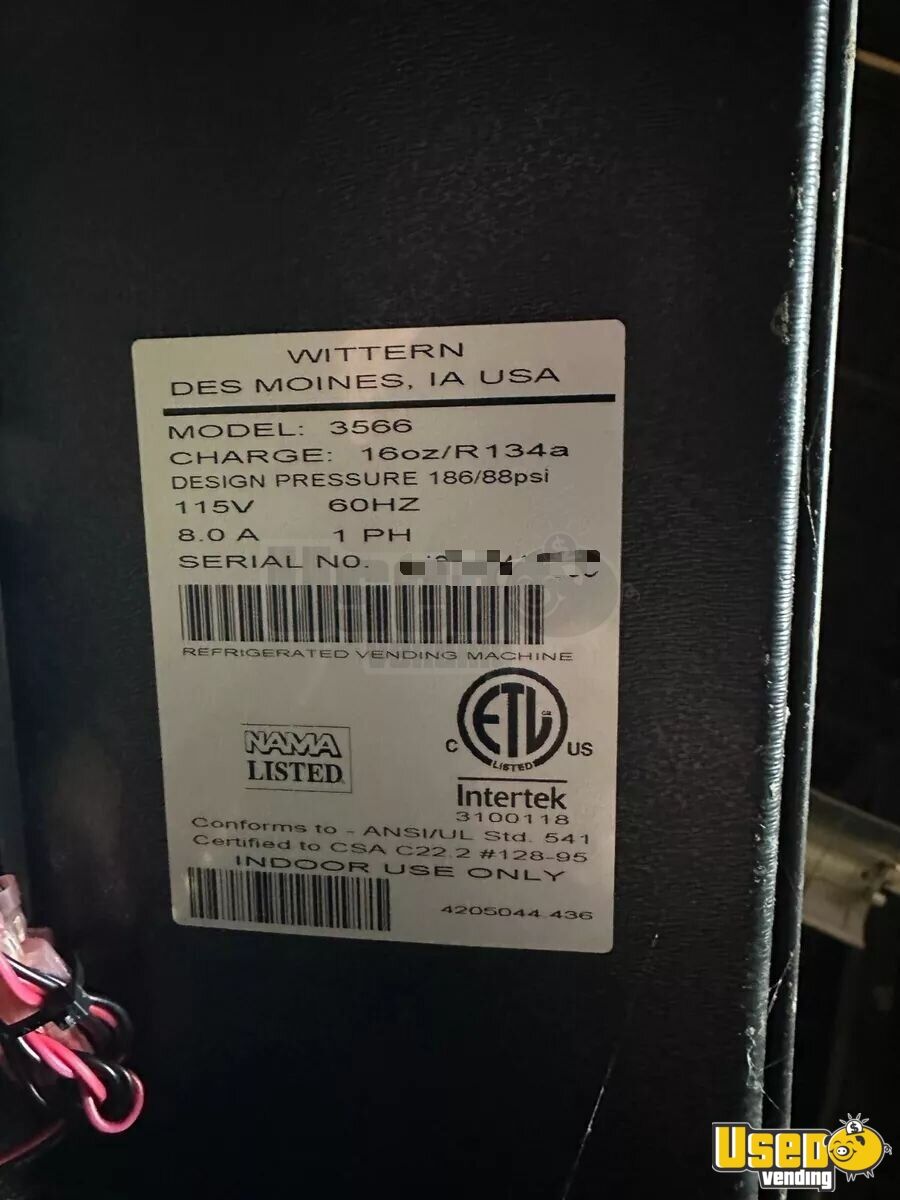 WITTERN
DES MOINES, IA USA
MODEL: 3566
CHARGE: 16oz/R134a
DESIGN PRESSURE 186/88psi
115V 60HZ
8.0 A 1 PH
SERIAL NO.
REFRIGERATED VENDING MACHINE
NAMA
LISTED
C ETL CM US
LISTED
Intertek
3100118
Conforms to - ANSI/UL Std. 541
Certified to CSA C22.2 #128-95
INDOOR USE ONLY
4205044.436
USED
vending